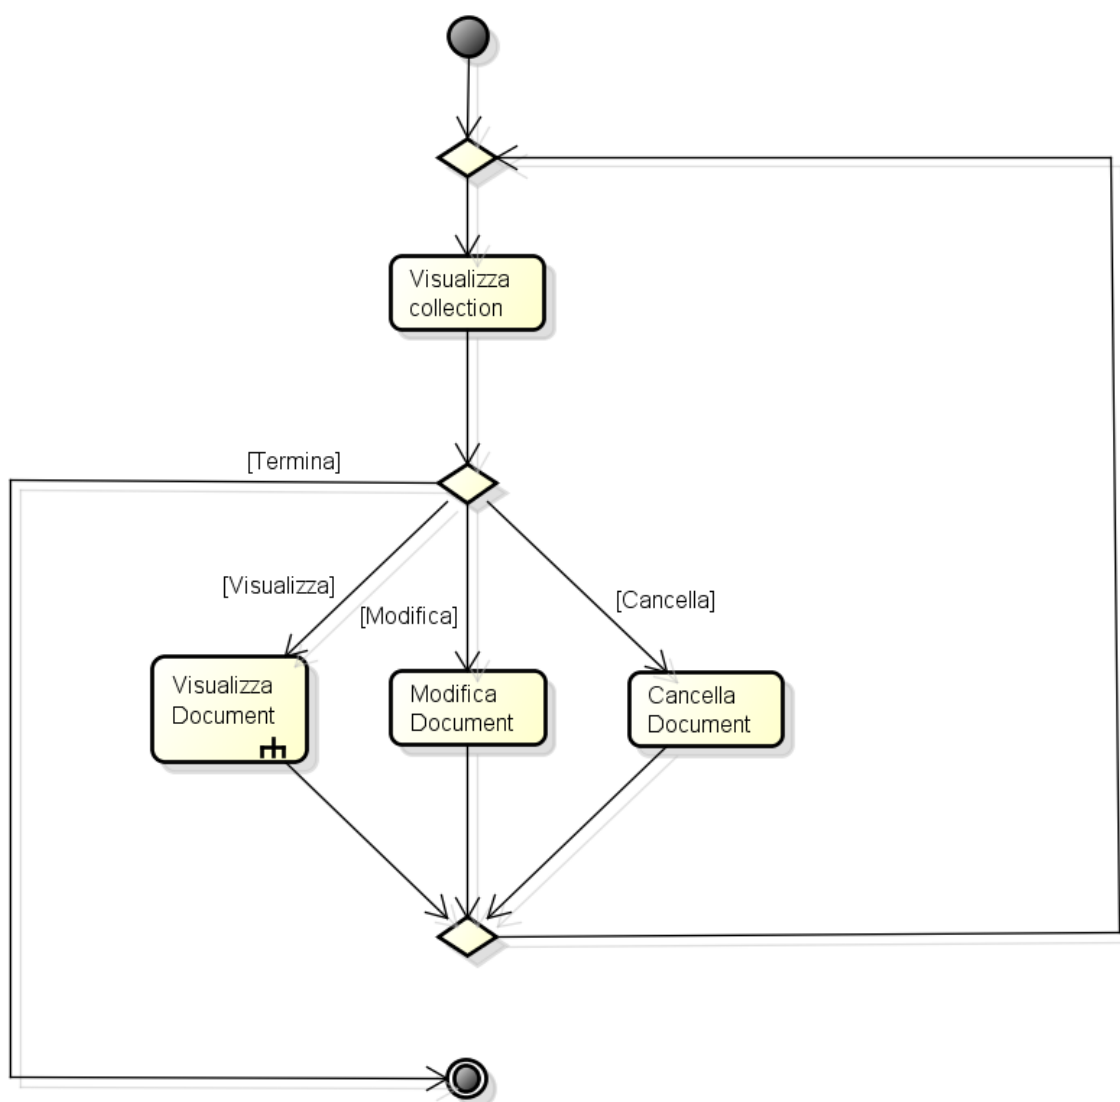 Visualizza
collection
[Termina]
[Visualizza]
[Modifica]
[Cancella]
Visualizza
Document
Modifica
Document
Cancella
Document